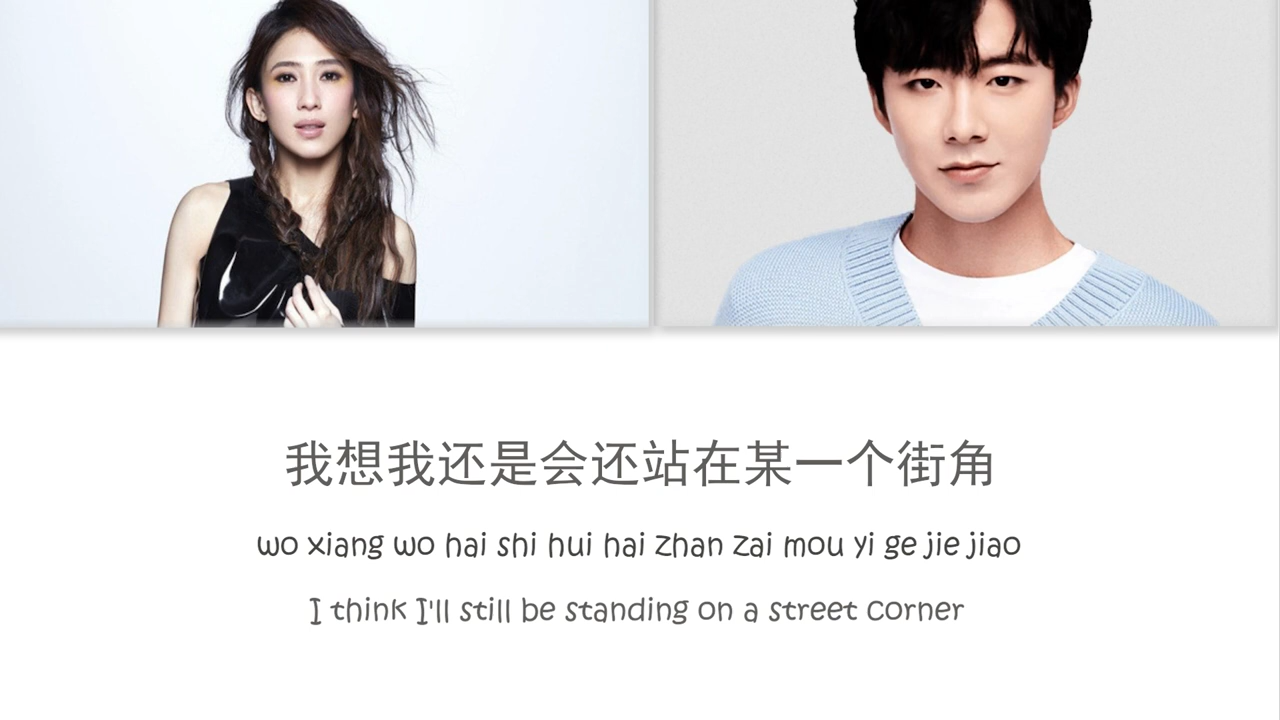 我想我还是会还站在某一个街角
wo xiang wo hai shi hui hai zhan zai mou yi ge jie jiao
I think I'll still be standing on a street corner